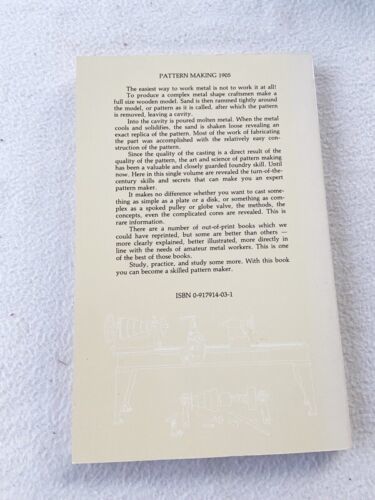 PATTERN MAKING 1905
The easiest way to work metal is not to work it at all!
To produce a complex metal shape craftsmen make a
full size wooden model. Sand is then rammed tightly around
the model, or pattern as it is called, after which the pattern
is removed, leaving a cavity.
Into the cavity is poured molten metal. When the metal
cools and solidifies, the sand is shaken loose revealing an
exact replica of the pattern. Most of the work of fabricating
the part was accomplished with the relatively easy con-
struction of the pattern.
Since the quality of the casting is a direct result of the
quality of the pattern, the art and science of pattern making
has been a valuable and closely guarded foundry skill. Until
now. Here in this single volume are revealed the turn-of-the-
century skills and secrets that can make you an expert
pattern maker.
It makes no difference whether you want to cast some-
thing as simple as a plate or a disk, or something as com-
plex as a spoked pulley or globe valve, the methods, the
concepts, even the complicated cores are revealed. This is
rare information.
There are a number of out-of-print books which we
could have reprinted, but some are better than others —
more clearly explained, better illustrated, more directly in
line with the needs of amateur metal workers. This is one
of the best of those books.
Study, practice, and study some more. With this book
you can become a skilled pattern maker.
ISBN 0-917914-03-1